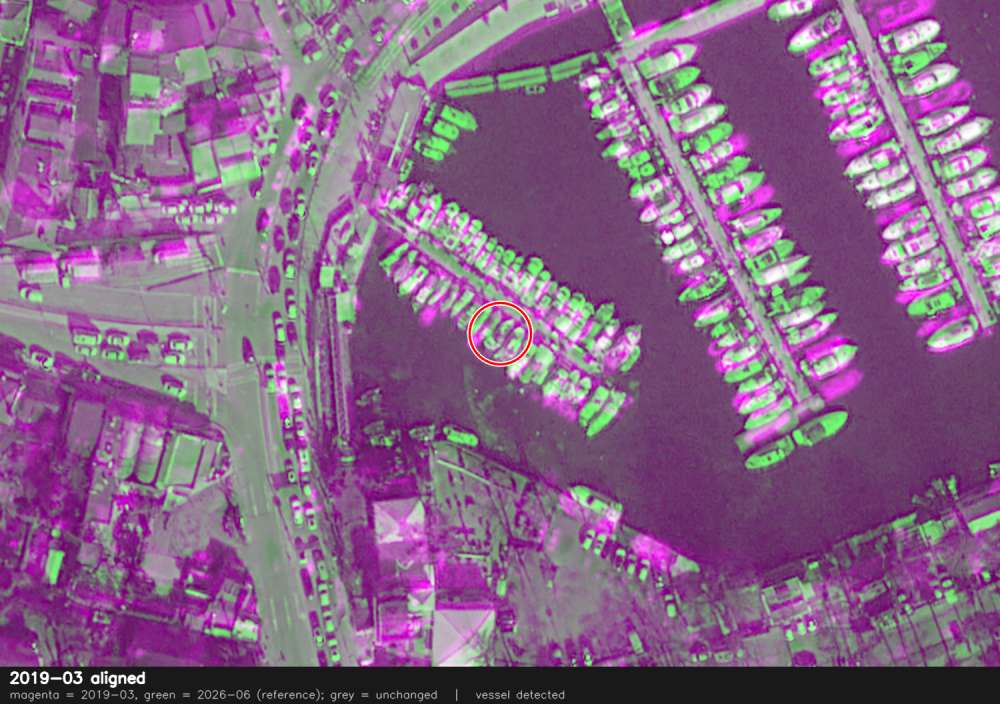 2019-03 aligned
magenta = 2019-03, green = 2026-06 (reference); grey = unchanged | vessel detected